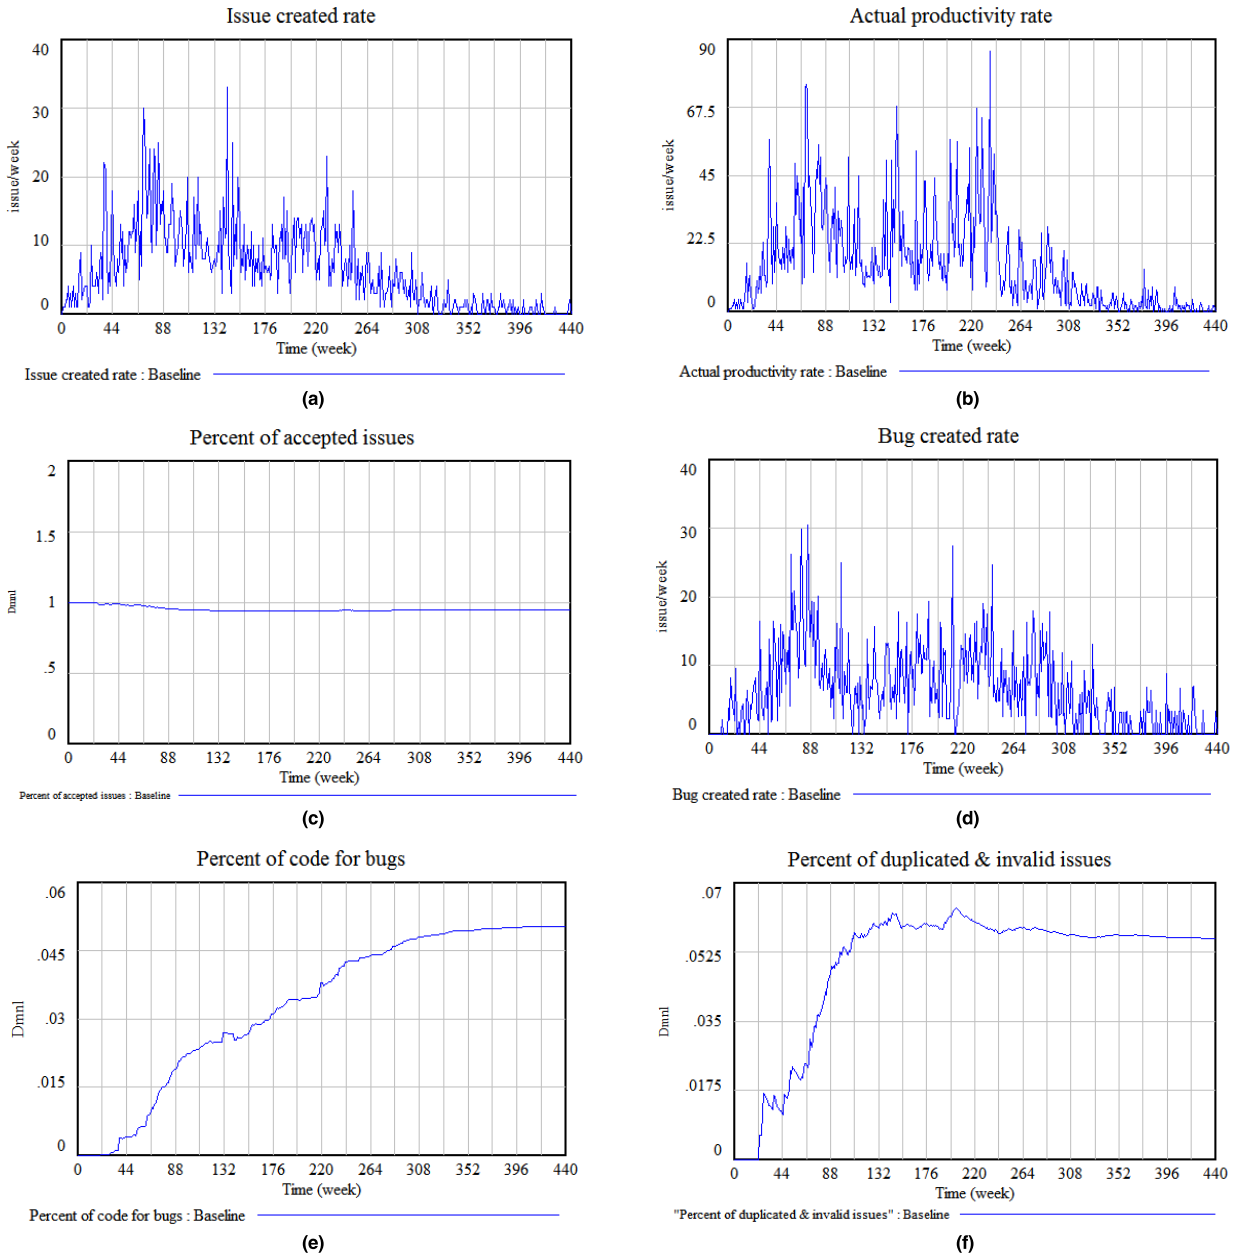 Issue created rate
40
30
20
10
0
issue/week
0 44 88 132 176 220 264 308 352 396 440
Time (week)
Issue created rate : Baseline
(a)
Actual productivity rate
90
67.5
45
22.5
0
issue/week
0 44 88 132 176 220 264 308 352 396 440
Time (week)
Actual productivity rate : Baseline
(b)
Percent of accepted issues
2
1.5
1
.5
0
Dmnl
0 44 88 132 176 220 264 308 352 396 440
Time (week)
Percent of accepted issues : Baseline
(c)
Bug created rate
40
30
20
10
0
issue/week
0 44 88 132 176 220 264 308 352 396 440
Time (week)
Bug created rate : Baseline
(d)
Percent of code for bugs
.06
.045
.03
.015
0
Dmnl
0 44 88 132 176 220 264 308 352 396 440
Time (week)
Percent of code for bugs : Baseline
(e)
Percent of duplicated & invalid issues
.07
.0525
.035
.0175
0
Dmnl
0 44 88 132 176 220 264 308 352 396 440
Time (week)
"Percent of duplicated & invalid issues" : Baseline
(f)